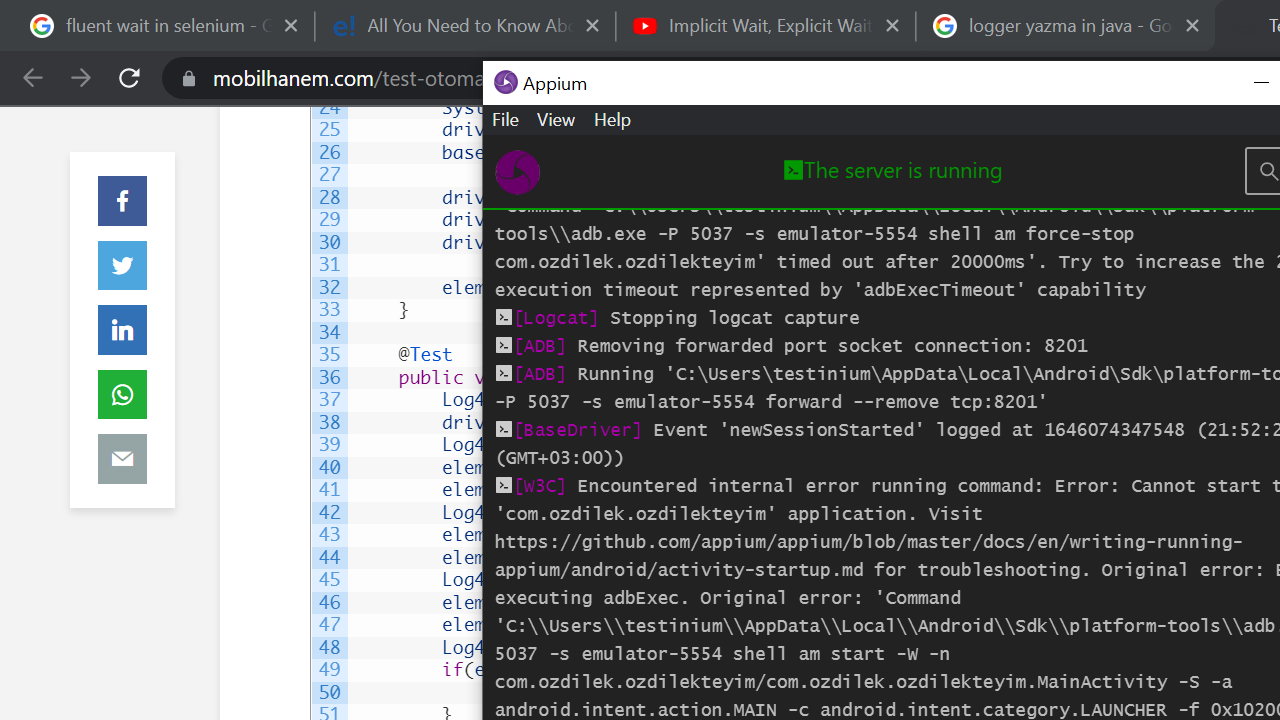 fluent wait in selenium - G
e! All You Need to Know Abo
Implicit Wait, Explicit Wait
logger yazma in java - Go
Te
mobilhanem.com/test-otoma
24 Syst
25 driv
26 base
27
28 driv
29 driv
30 driv
31
32 elem
33 }
34
35 @Test
36 public v
37 Log4
38 driv
39 Log4
40 elem
41 elem
42 Log4
43 elem
44 elem
45 Log4
46 elem
47 elem
48 Log4
49 if(e
50
51 }
Appium
File View Help
The server is running
tools\\adb.exe -P 5037 -s emulator-5554 shell am force-stop
com.ozdilek.ozdilekteyim' timed out after 20000ms'. Try to increase the 2
execution timeout represented by 'adbExecTimeout' capability
[Logcat] Stopping logcat capture
[ADB] Removing forwarded port socket connection: 8201
[ADB] Running 'C:\Users\testinium\AppData\Local\Android\Sdk\platform-to
-P 5037 -s emulator-5554 forward --remove tcp:8201'
[BaseDriver] Event 'newSessionStarted' logged at 1646074347548 (21:52:2
(GMT+0300))
[W3C] Encountered internal error running command: Error: Cannot start t
'com.ozdilek.ozdilekteyim' application. Visit
https://github.com/appium/appium/blob/master/docs/en/writing-running-
appium/android/activity-startup.md for troubleshooting. Original error: E
executing adbExec. Original error: 'Command
'C:\\Users\\testinium\\AppData\\Local\\Android\\Sdk\\platform-tools\\adb.
5037 -s emulator-5554 shell am start -W -n
com.ozdilek.ozdilekteyim/com.ozdilek.ozdilekteyim.MainActivity -S -a
android.intent.action.MAIN -c android.intent.category.LAUNCHER -f 0x10200